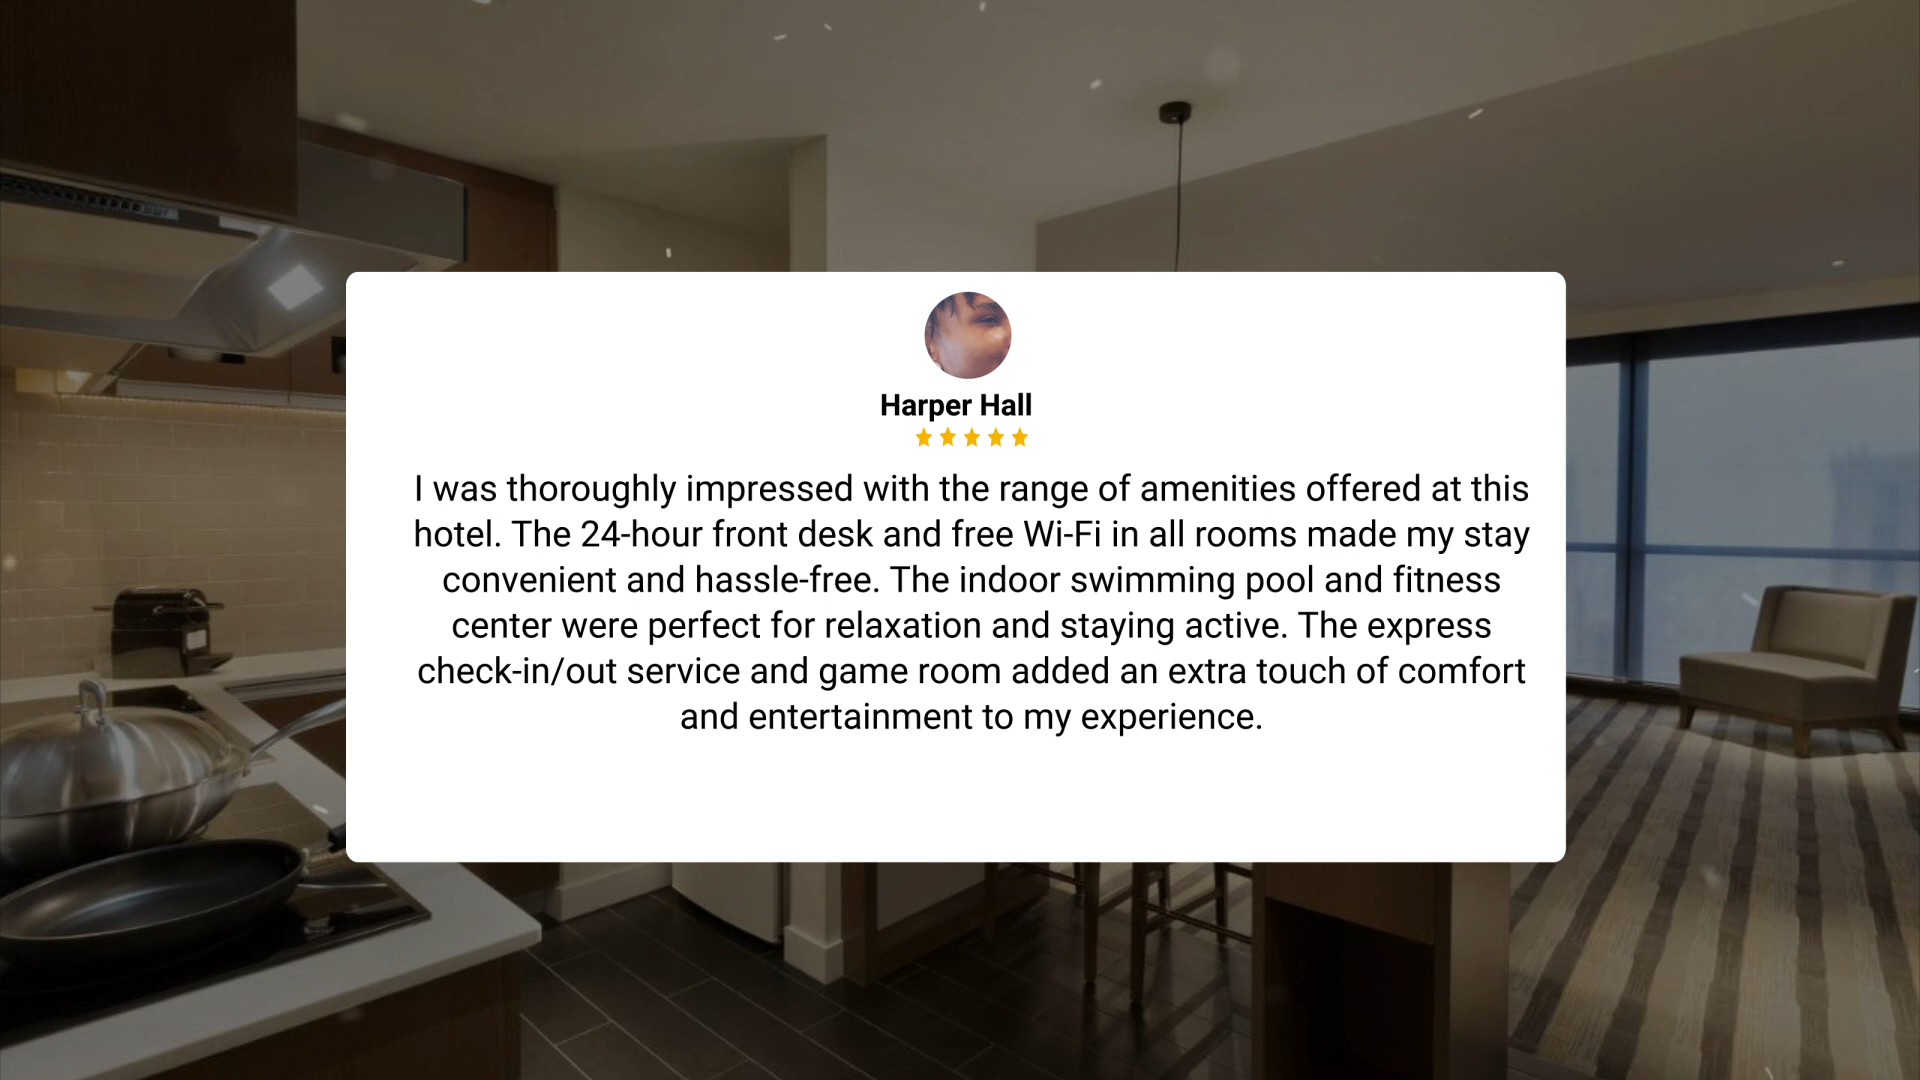 Harper Hall
I was thoroughly impressed with the range of amenities offered at this
hotel. The 24-hour front desk and free Wi-Fi in all rooms made my stay
convenient and hassle-free. The indoor swimming pool and fitness
center were perfect for relaxation and staying active. The express
check-in/out service and game room added an extra touch of comfort
and entertainment to my experience.